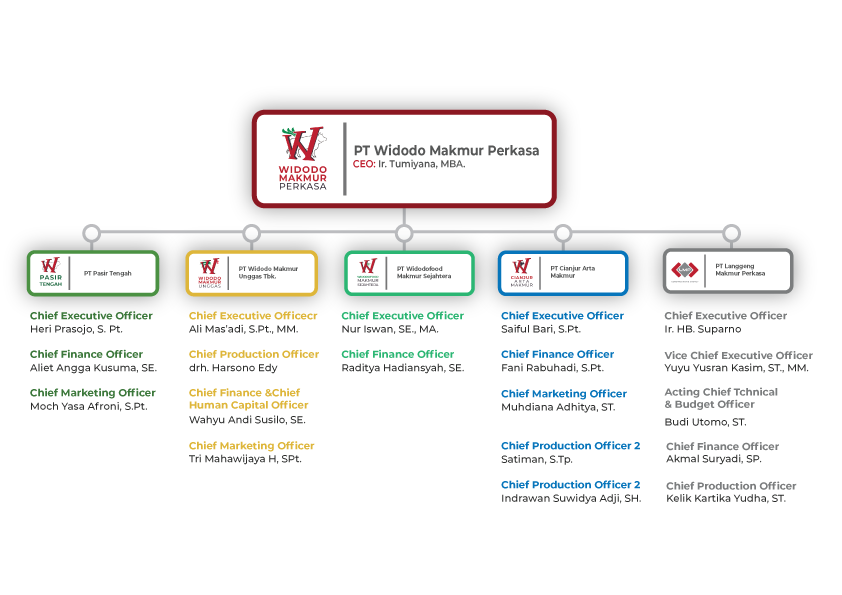 WIDODO
MAKMUR
PERKASA
PT Widodo Makmur Perkasa
CEO: Ir. Tumiyana, MBA.
PASIR
TENGAH
PT Pasir Tengah
Chief Executive Officer
Heri Prasojo, S. Pt.
Chief Finance Officer
Aliet Angga Kusuma, SE.
Chief Marketing Officer
Moch Yasa Afroni, S.Pt.
WIDODO
MAKMUR
UNGGAS
PT Widodo Makmur
Unggas Tbk.
Chief Executive Officecr
Ali Mas'adi, S.Pt., MM.
Chief Production Officer
drh. Harsono Edy
Chief Finance &Chief
Human Capital Officer
Wahyu Andi Susilo, SE.
Chief Marketing Officer
Tri Mahawijaya H, SPt.
MAKMUR
SEJAHTERA
PT Widodofood
Makmur Sejahtera
Chief Executive Officer
Nur Iswan, SE., MA.
Chief Finance Officer
Raditya Hadiansyah, SE.
CIANJUR
ARTA
MAKMUR
PT Cianjur Arta
Makmur
Chief Executive Officer
Saiful Bari, S.Pt.
Chief Finance Officer
Fani Rabuhadi, S.Pt.
Chief Marketing Officer
Muhdiana Adhitya, ST.
Chief Production Officer 2
Satiman, S.Tp.
Chief Production Officer 2
Indrawan Suwidya Adji, SH.
PT Langgeng
Makmur Perkasa
Chief Executive Officer
Ir. HB. Suparno
Vice Chief Executive Officer
Yuyu Yusran Kasim, ST., MM.
Acting Chief Tchnical
& Budget Officer
Budi Utomo, ST.
Chief Finance Officer
Akmal Suryadi, SP.
Chief Production Officer
Kelik Kartika Yudha, ST.